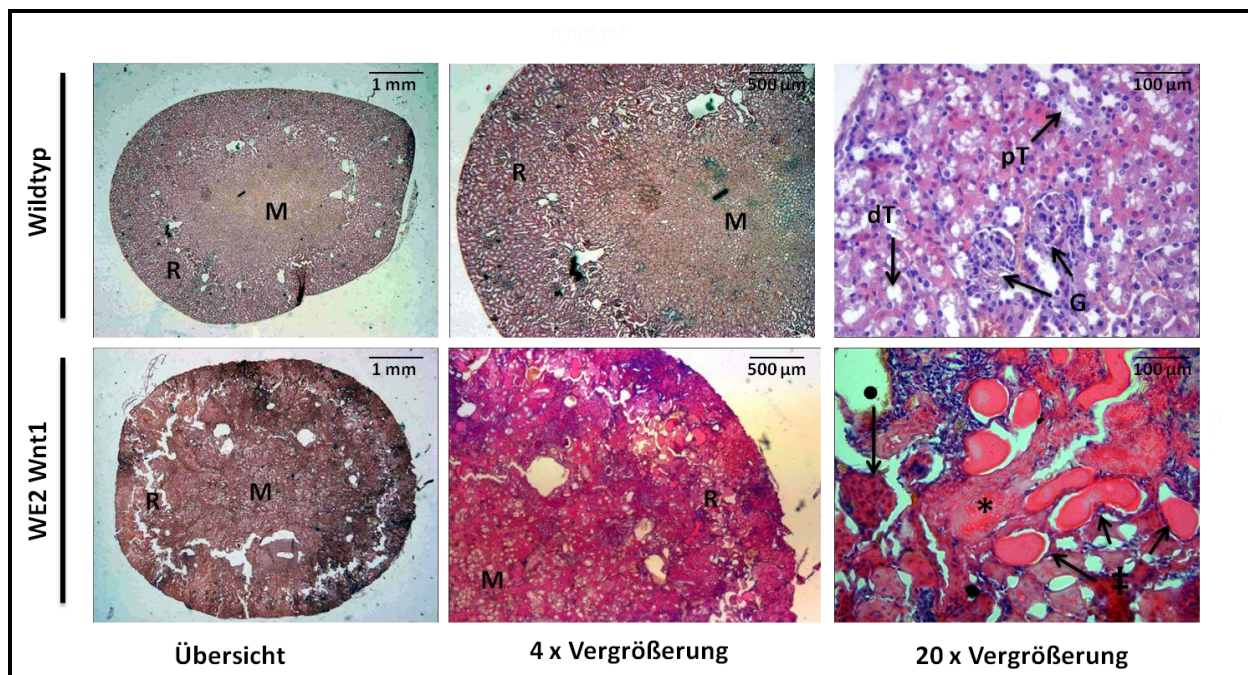 Wildtyp
1 mm
M
R
500 µm
R
M
100 µm
pT
dT
G
WE2 Wnt1
1 mm
R
M
500 µm
R
M
100 µm
•
*
‡
Übersicht
4 x Vergrößerung
20 x Vergrößerung